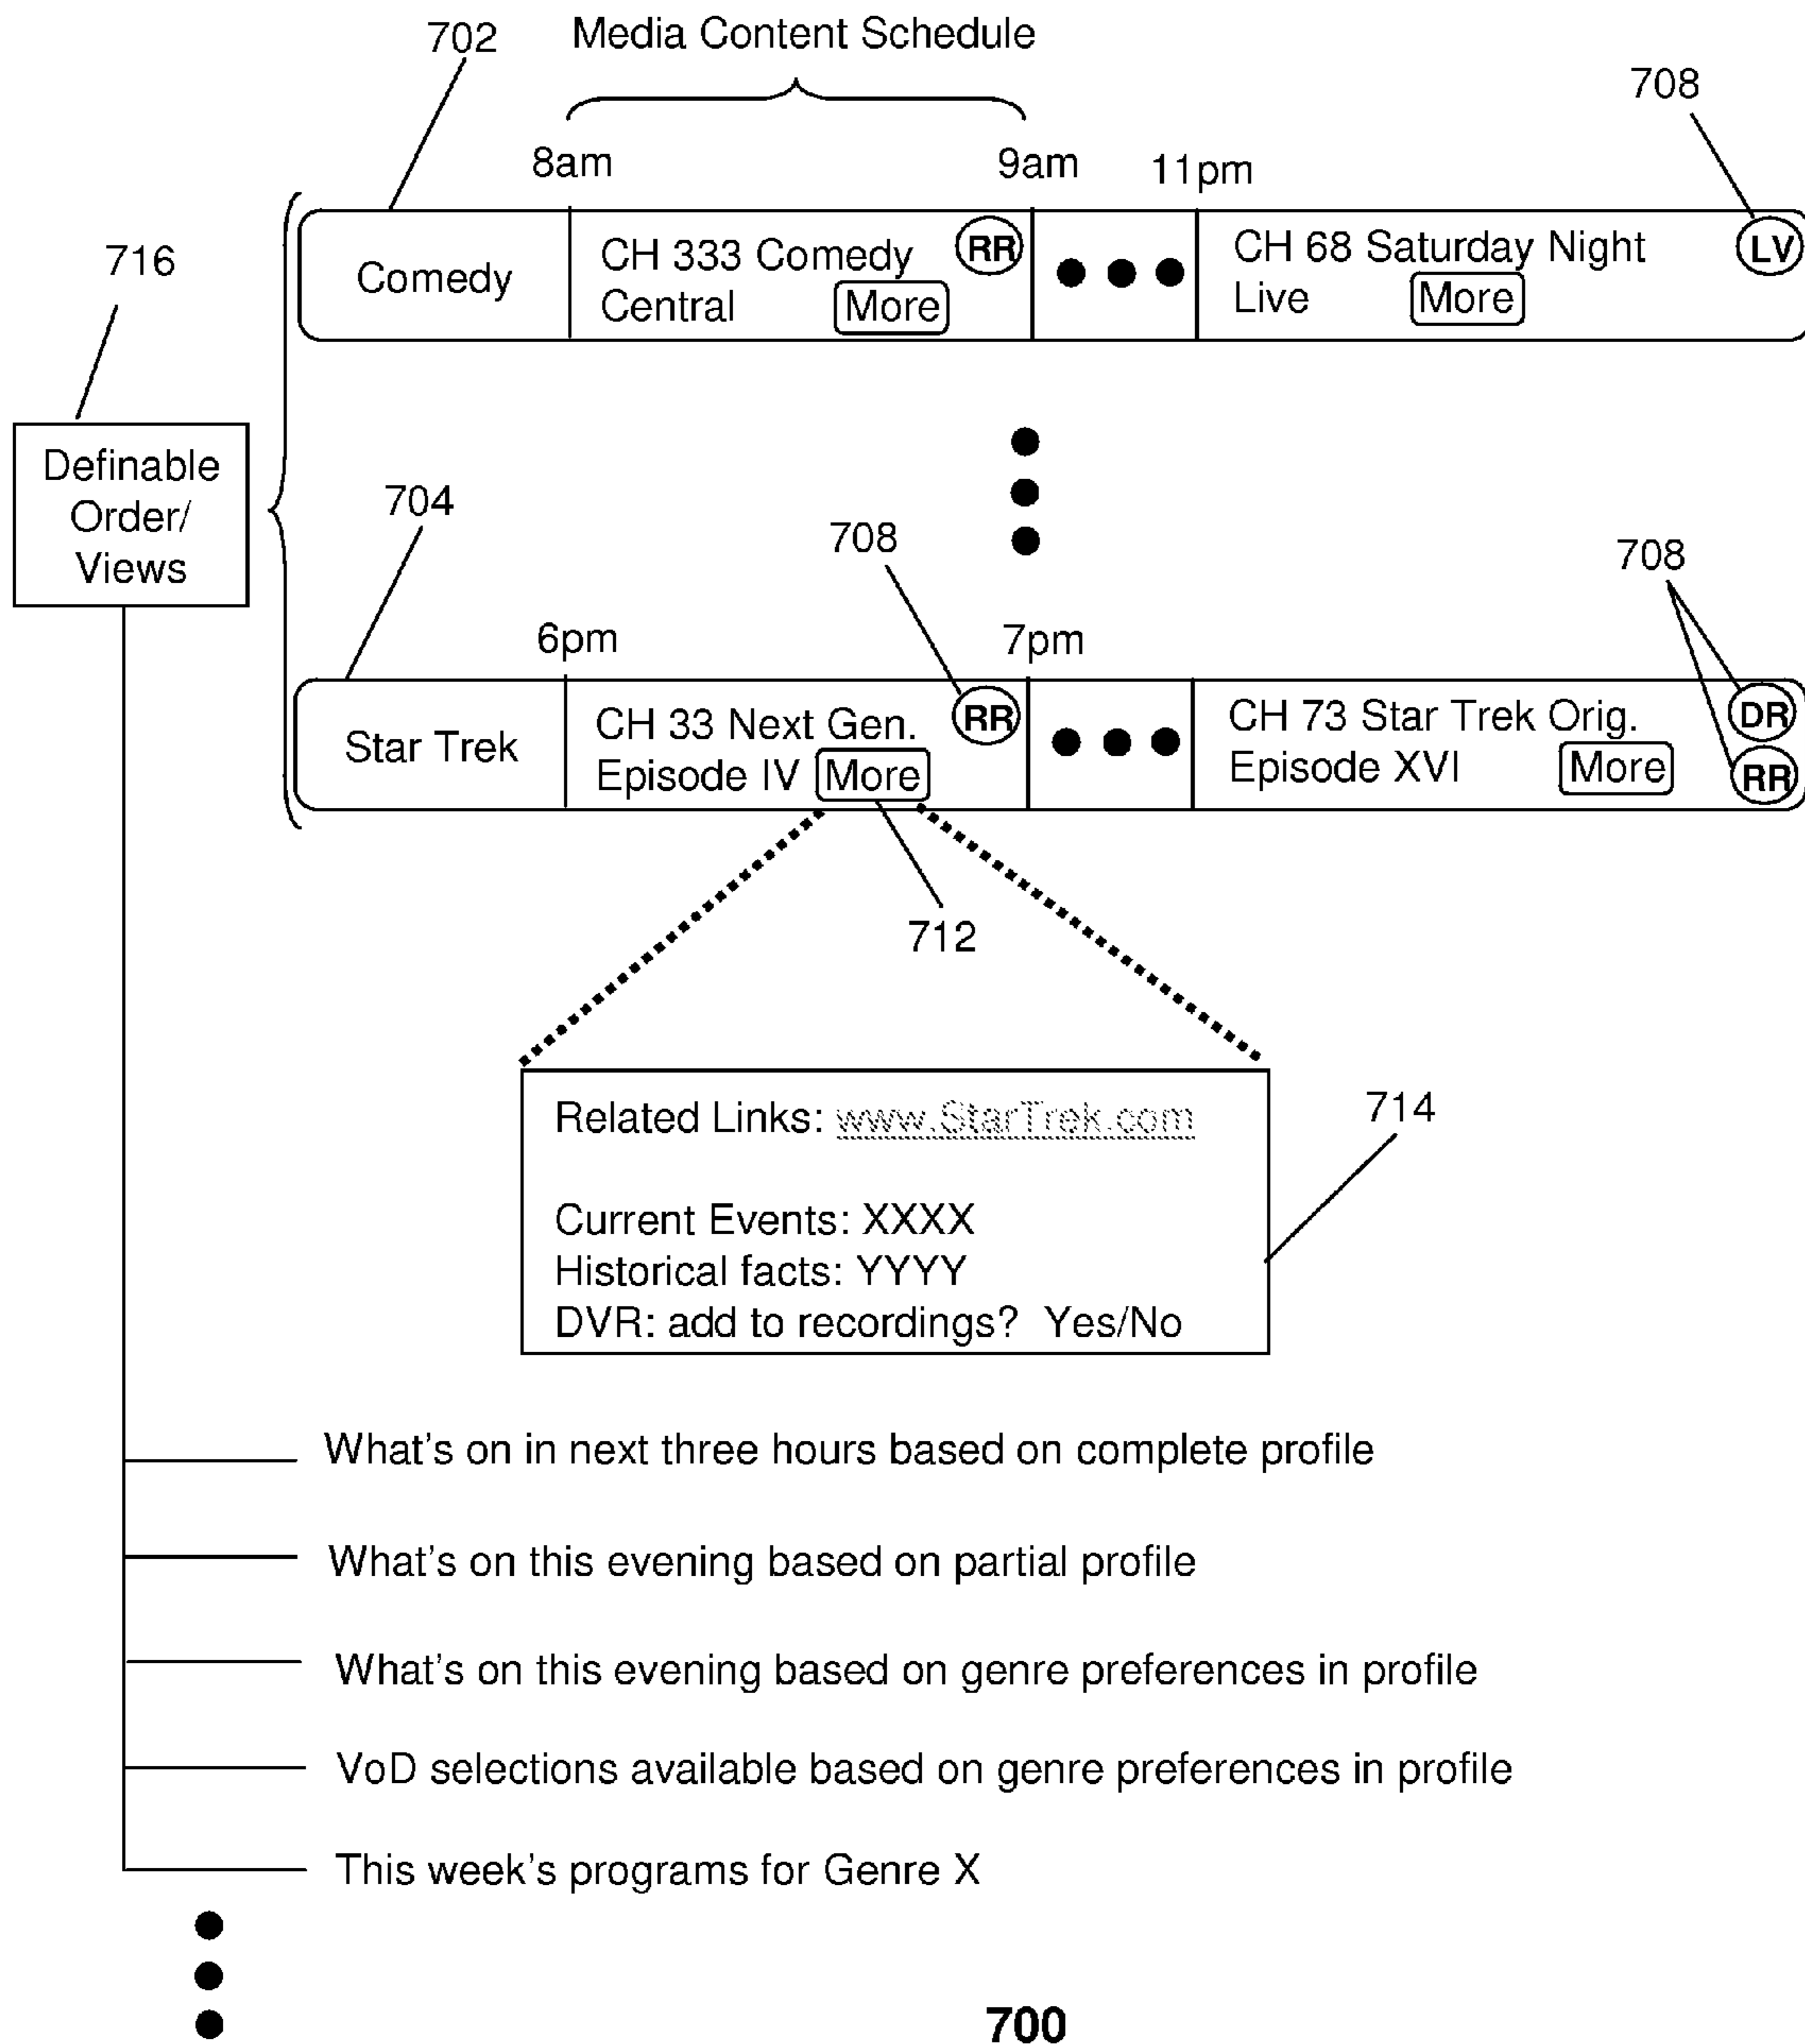 702 Media Content Schedule
708
8am 9am 11pm
716
Comedy
CH 333 Comedy
Central More
RR
CH 68 Saturday Night
Live More
LV
Definable
Order/
Views
704
708
708
6pm 7pm
Star Trek
CH 33 Next Gen.
Episode IV More
RR
CH 73 Star Trek Orig.
Episode XVI More
DR
RR
712
Related Links: www.StarTrek.com
714
Current Events: XXXX
Historical facts: YYYY
DVR: add to recordings? Yes/No
What's on in next three hours based on complete profile
What's on this evening based on partial profile
What's on this evening based on genre preferences in profile
VoD selections available based on genre preferences in profile
This week's programs for Genre X
700